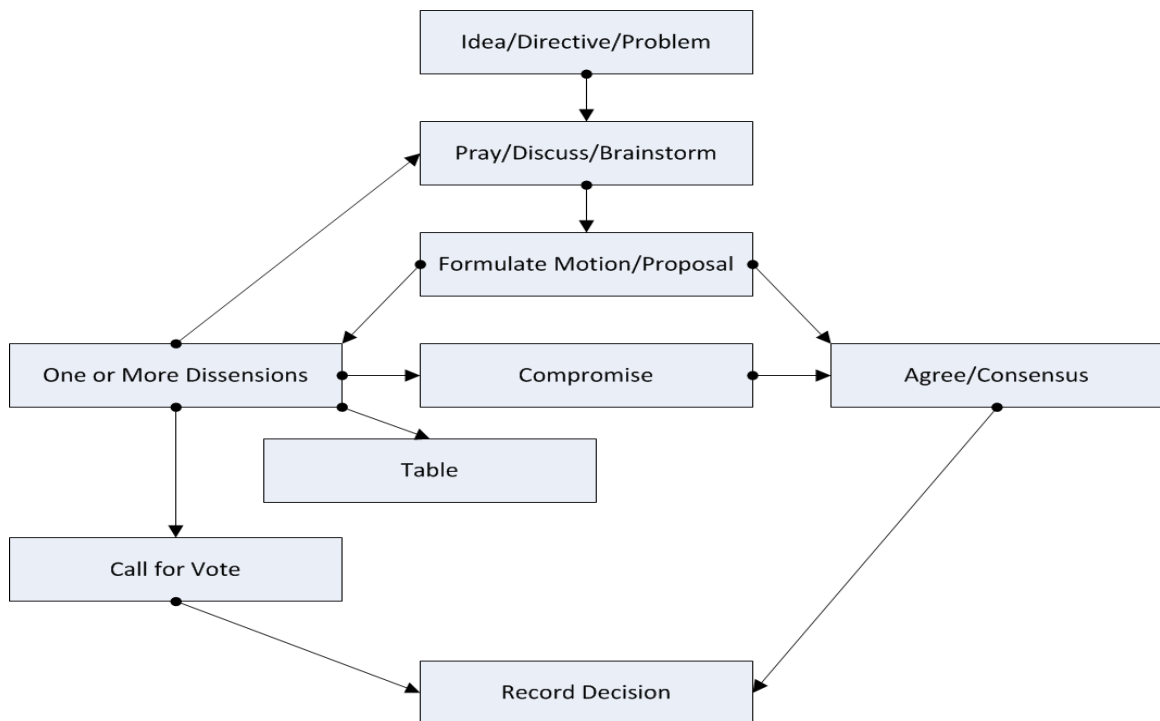 Idea/Directive/Problem
Pray/Discuss/Brainstorm
Formulate Motion/Proposal
One or More Dissensions
Compromise
Agree/Consensus
Table
Call for Vote
Record Decision